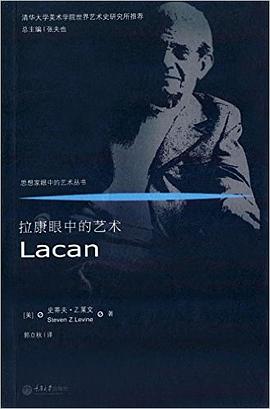 清华大学美术学院世界艺术史研究所推荐
总主编｜张夫也
思想家眼中的艺术丛书
拉康眼中的艺术
Lacan
[美] 史蒂夫·Z.莱文 著
Steven Z.Levine
郭立秋｜译
重庆大学出版社